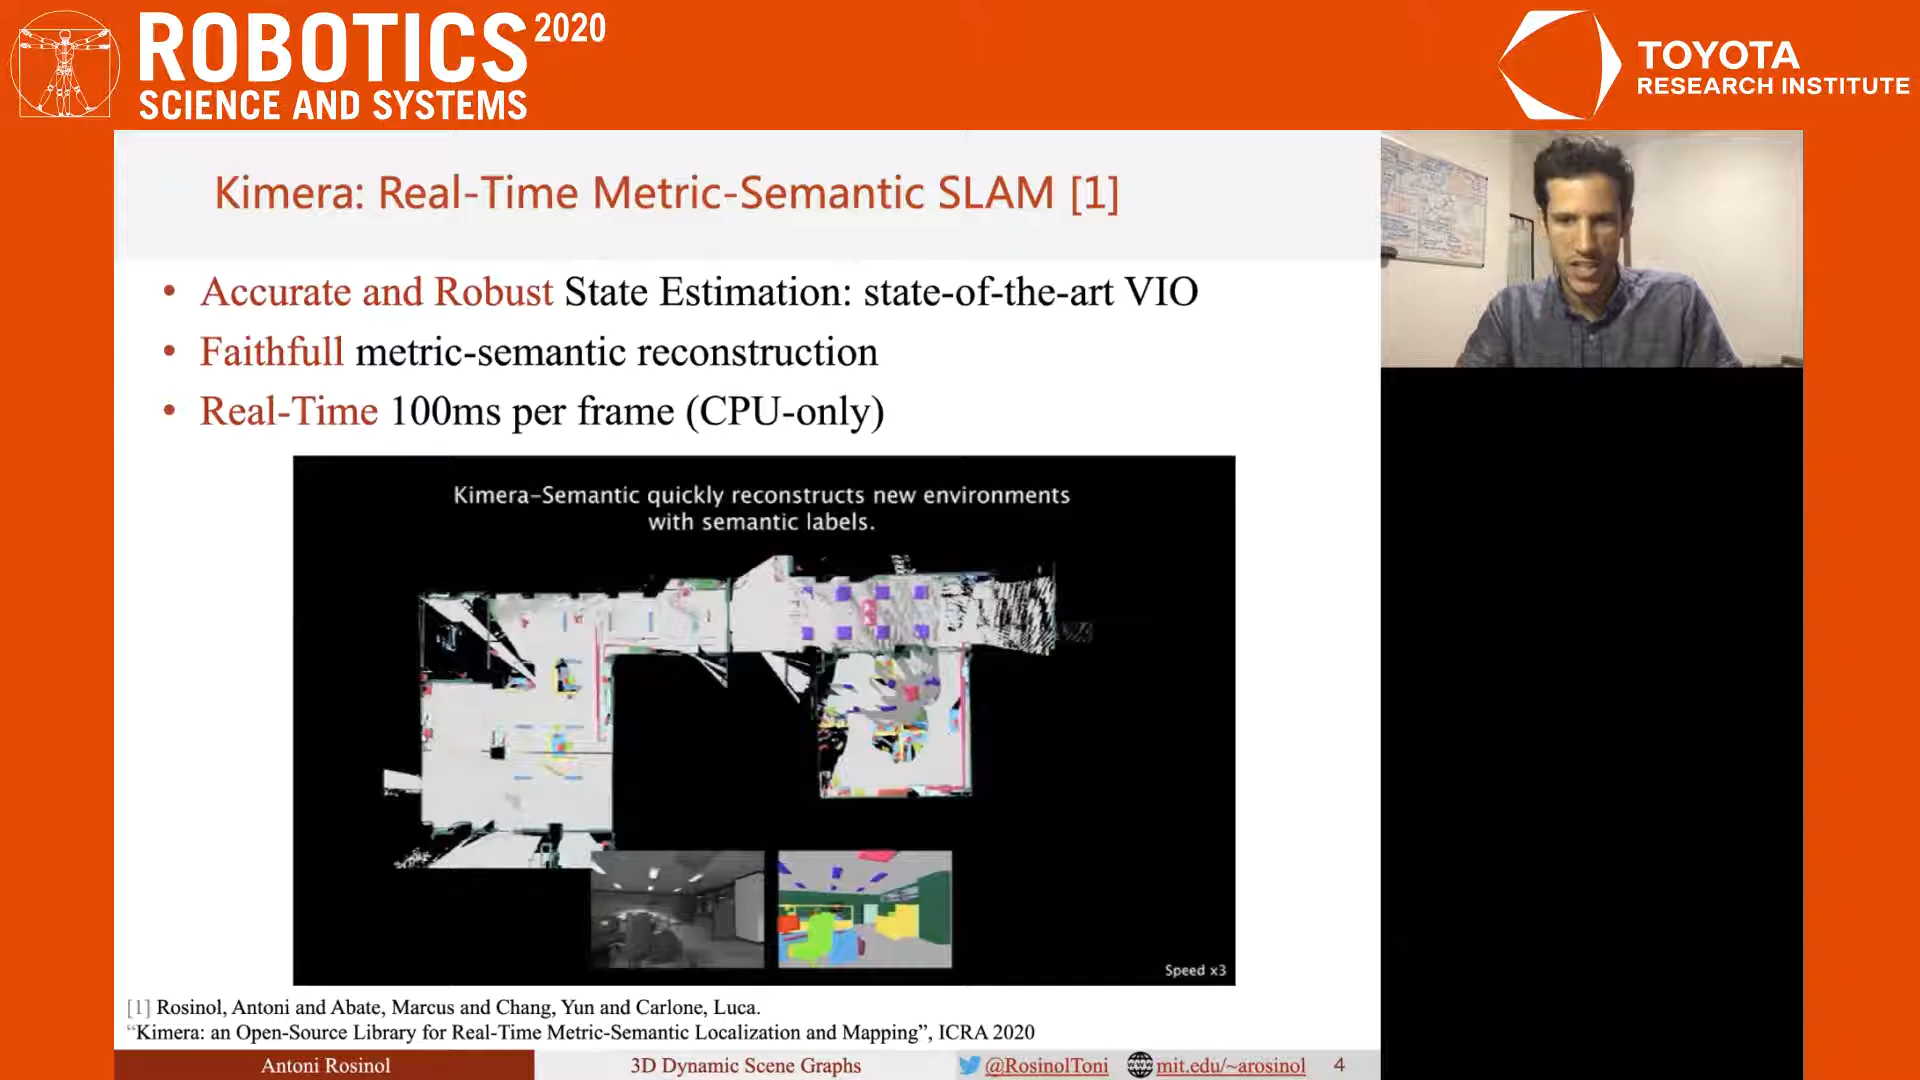 ROBOTICS 2020
SCIENCE AND SYSTEMS
TOYOTA
RESEARCH INSTITUTE
Kimera: Real-Time Metric-Semantic SLAM [1]
• Accurate and Robust State Estimation: state-of-the-art VIO
• Faithfull metric-semantic reconstruction
• Real-Time 100ms per frame (CPU-only)
Kimera-Semantic quickly reconstructs new environments
with semantic labels.
Speed x3
[1] Rosinol, Antoni and Abate, Marcus and Chang, Yun and Carlone, Luca.
“Kimera: an Open-Source Library for Real-Time Metric-Semantic Localization and Mapping”, ICRA 2020
Antoni Rosinol
3D Dynamic Scene Graphs
@RosinolToni
WWW
mit.edu/~arosinol
4